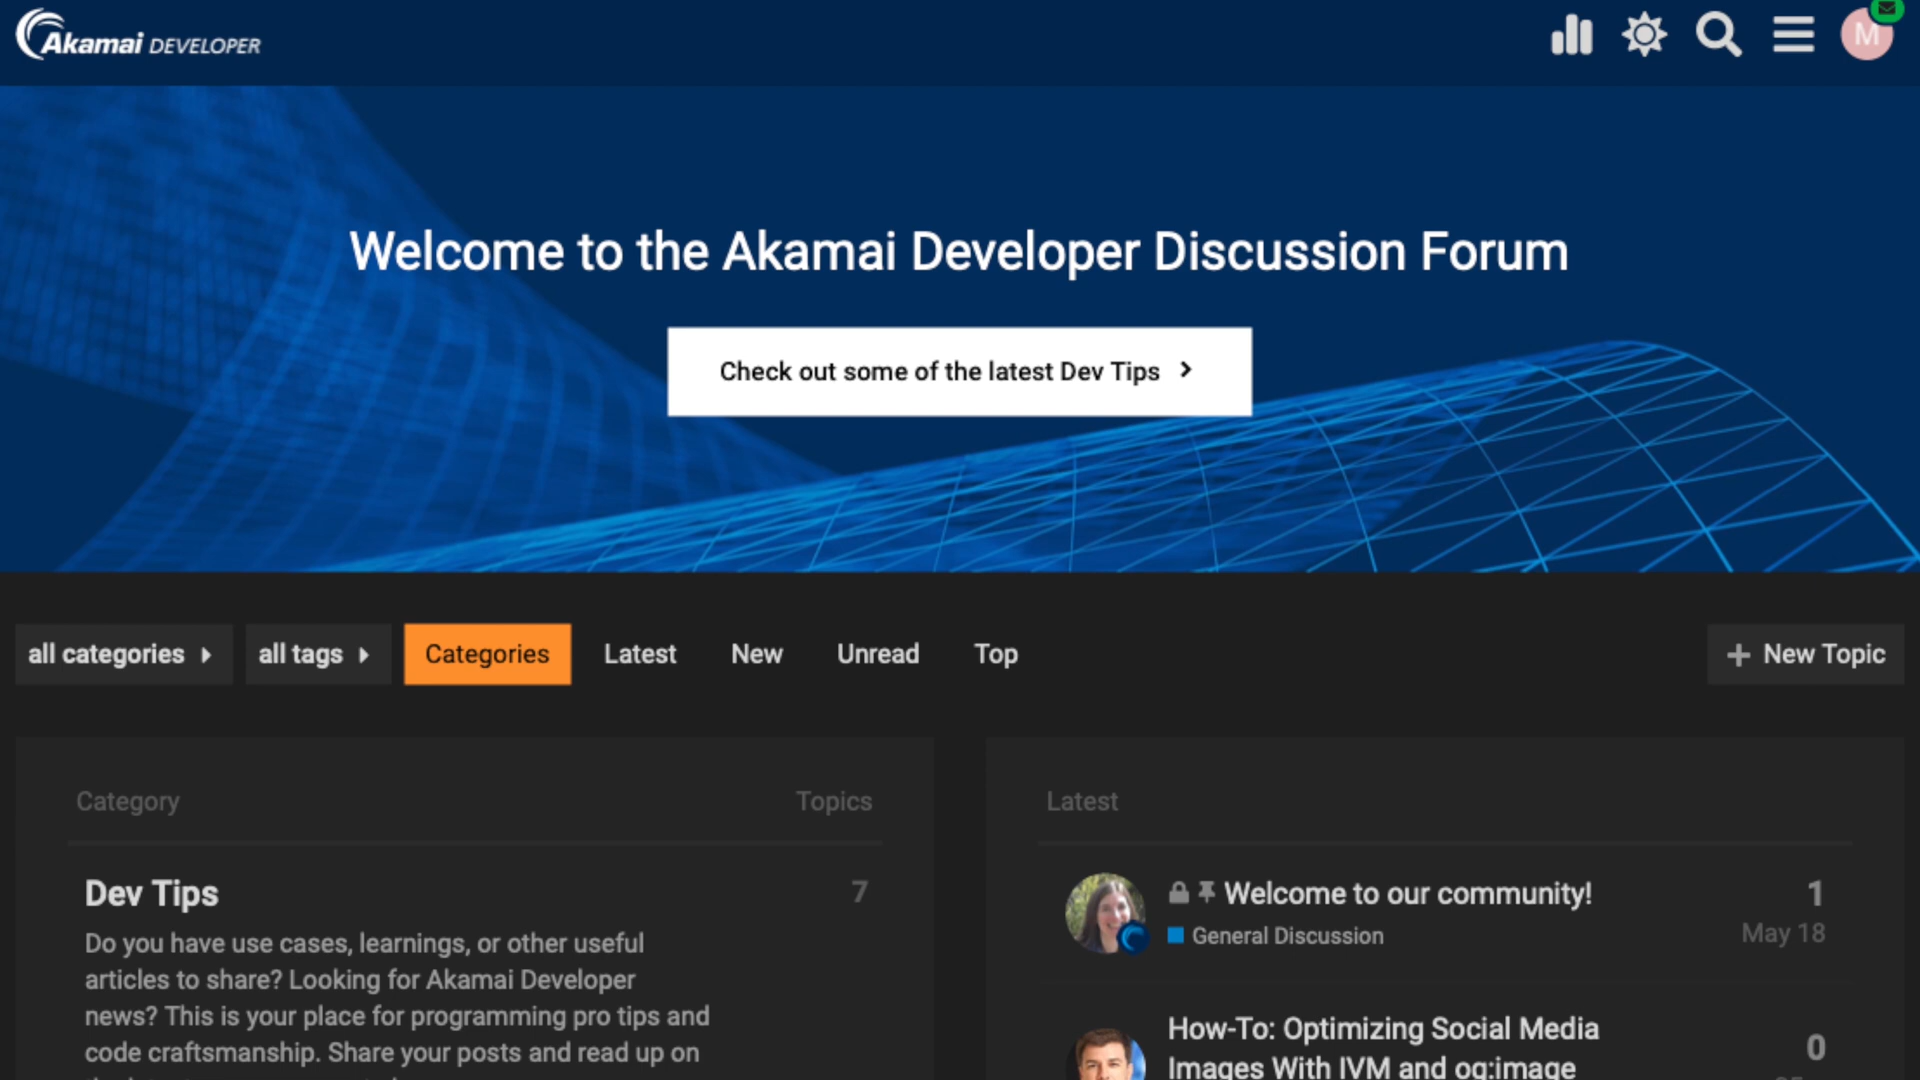 Akamai DEVELOPER
M
Welcome to the Akamai Developer Discussion Forum
Check out some of the latest Dev Tips
all categories
all tags
Categories
Latest
New
Unread
Top
New Topic
Category
Topics
Dev Tips
7
Do you have use cases, learnings, or other useful
articles to share? Looking for Akamai Developer
news? This is your place for programming pro tips and
code craftsmanship. Share your posts and read up on
Latest
Welcome to our community!
1
General Discussion
May 18
How-To: Optimizing Social Media
Images With IVM and og:image
0